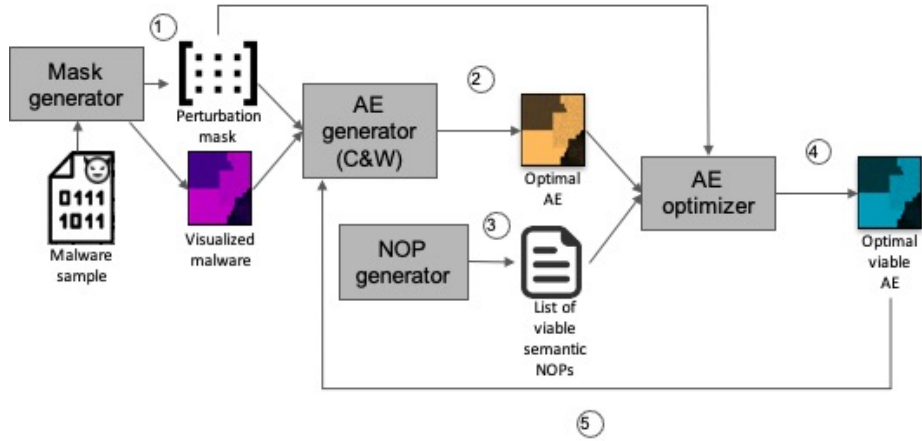 1
Mask
generator
Perturbation
mask
0111
1011
Malware
sample
Visualized
malware
AE
generator
(C&W)
2
Optimal
AE
3
NOP
generator
List of
viable
semantic
NOPs
AE
optimizer
4
Optimal
viable
AE
5